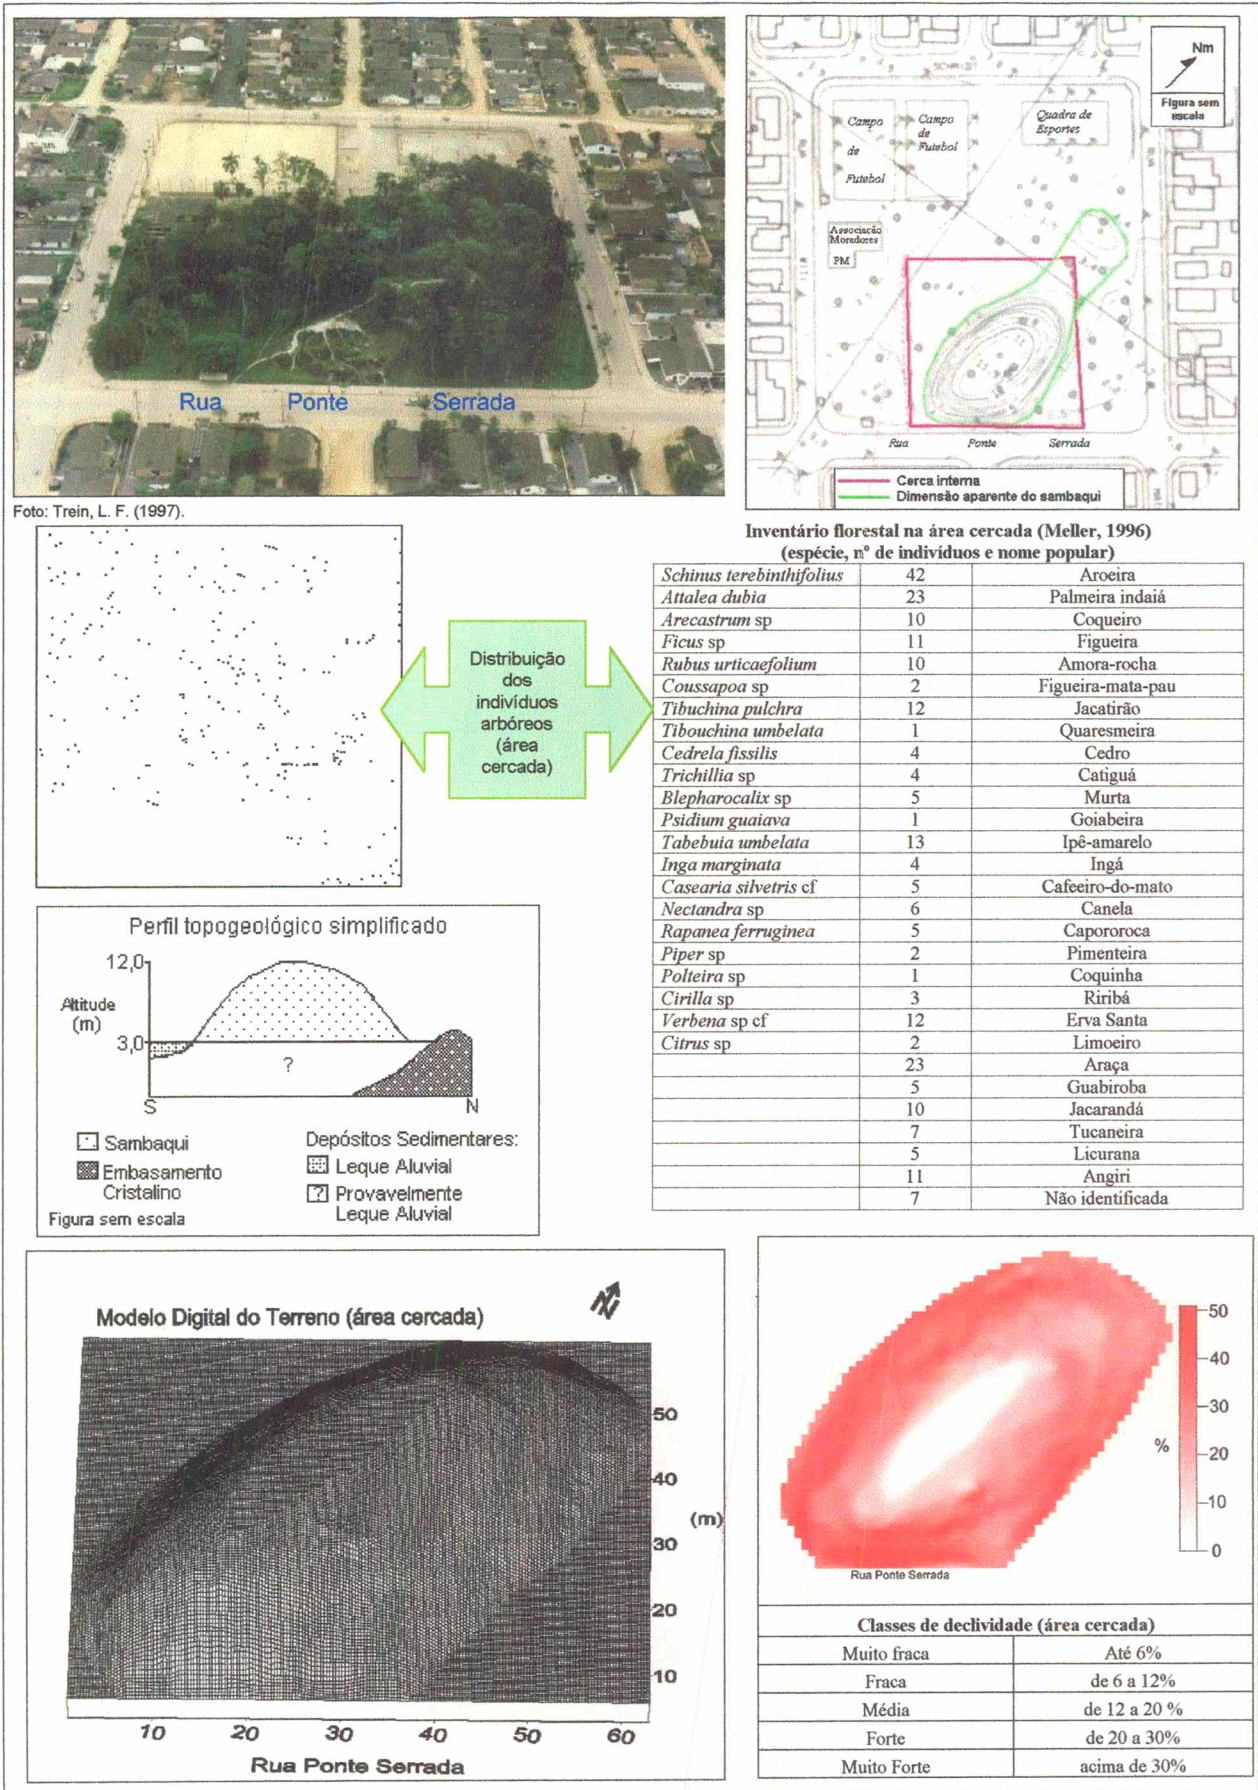 Rua Ponte Serrada
Foto: Trein, L. F. (1997).
Nm
Figura sem
escala
Campo
de
Futebol
Campo
de
Futebol
Quadra de
Esportes
Associacão
Moradores
PM
Rua Ponte Serrada
Cerca interna
Dimensão aparente do sambaqui
Distribuição
dos
indivíduos
arbóreos
(área
cercada)
Inventário florestal na área cercada (Meller, 1996)
(espécie, nº de indivíduos e nome popular)
Schinus terebinthifolius 42 Aroeira
Attalea dubia 23 Palmeira indaiá
Arecastrum sp 10 Coqueiro
Ficus sp 11 Figueira
Rubus urticaefolium 10 Amora-rocha
Coussapoa sp 2 Figueira-mata-pau
Tibuchina pulchra 12 Jacatirão
Tibouchina umbelata 1 Quaresmeira
Cedrela fissilis 4 Cedro
Trichillia sp 4 Catiguá
Blepharocalix sp 5 Murta
Psidium guaiava 1 Goiabeira
Tabebuia umbelata 13 Ipê-amarelo
Inga marginata 4 Ingá
Casearia silvetris cf 5 Cafeeiro-do-mato
Nectandra sp 6 Canela
Rapanea ferruginea 5 Capororoca
Piper sp 2 Pimenteira
Polteira sp 1 Coquinha
Cirilla sp 3 Riribá
Verbena sp cf 12 Erva Santa
Citrus sp 2 Limoeiro
23 Araça
5 Guabiroba
10 Jacarandá
7 Tucaneira
5 Licurana
11 Angiri
7 Não identificada
Perfil topogeológico simplificado
12,0
Altitude
(m)
3,0
?
S N
Sambaqui
Embasamento
Cristalino
Figura sem escala
Depósitos Sedimentares:
Leque Aluvial
? Provavelmente
Leque Aluvial
Modelo Digital do Terreno (área cercada)
N
50
40
(m)
30
20
10
10 20 30 40 50 60
Rua Ponte Serrada
50
40
30
%
20
10
0
Rua Ponte Serrada
Classes de declividade (área cercada)
Muito fraca Até 6%
Fraca de 6 a 12%
Média de 12 a 20 %
Forte de 20 a 30%
Muito Forte acima de 30%